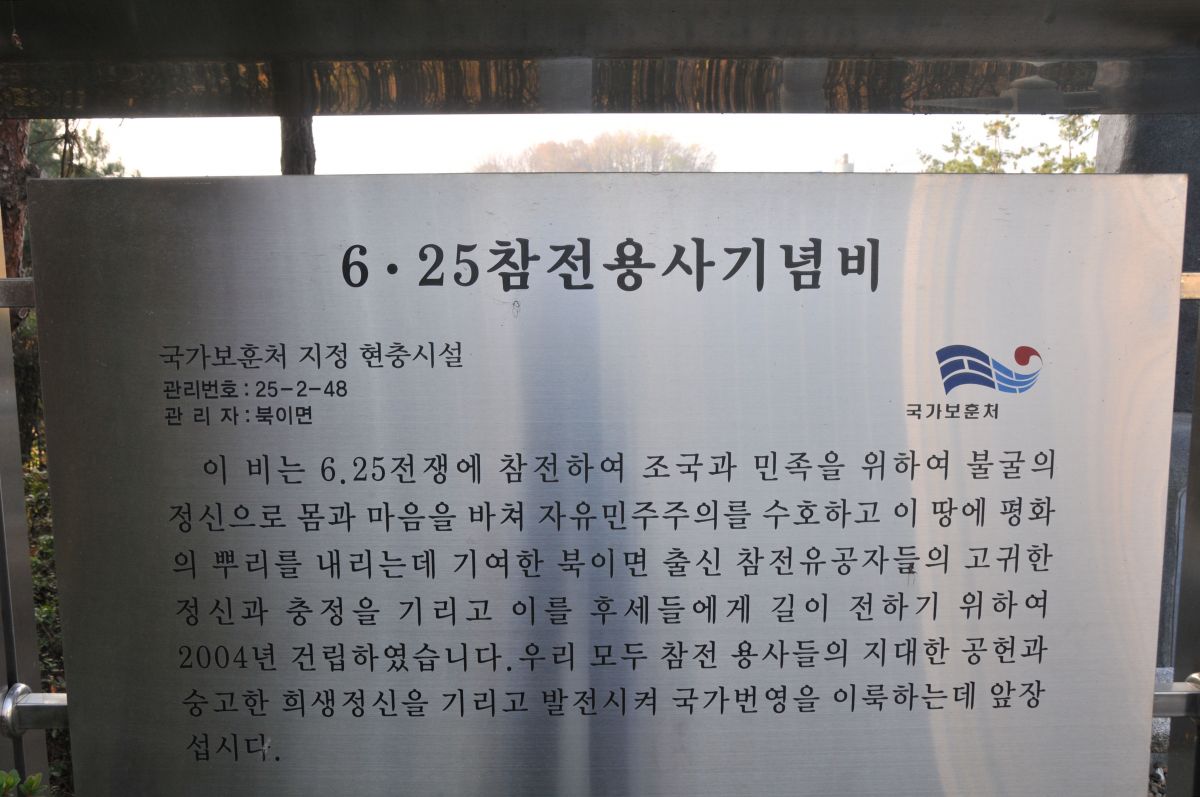 6·25참전용사기념비
국가보훈처 지정 현충시설
관리번호 : 25-2-48
관 리 자 : 북이면
국가보훈처
이 비는 6.25전쟁에 참전하여 조국과 민족을 위하여 불굴의
정신으로 몸과 마음을 바쳐 자유민주주의를 수호하고 이 땅에 평화
의 뿌리를 내리는데 기여한 북이면 출신 참전유공자들의 고귀한
정신과 충정을 기리고 이를 후세들에게 길이 전하기 위하여
2004년 건립하였습니다.우리 모두 참전 용사들의 지대한 공헌과
숭고한 희생정신을 기리고 발전시켜 국가번영을 이룩하는데 앞장
섭시다.